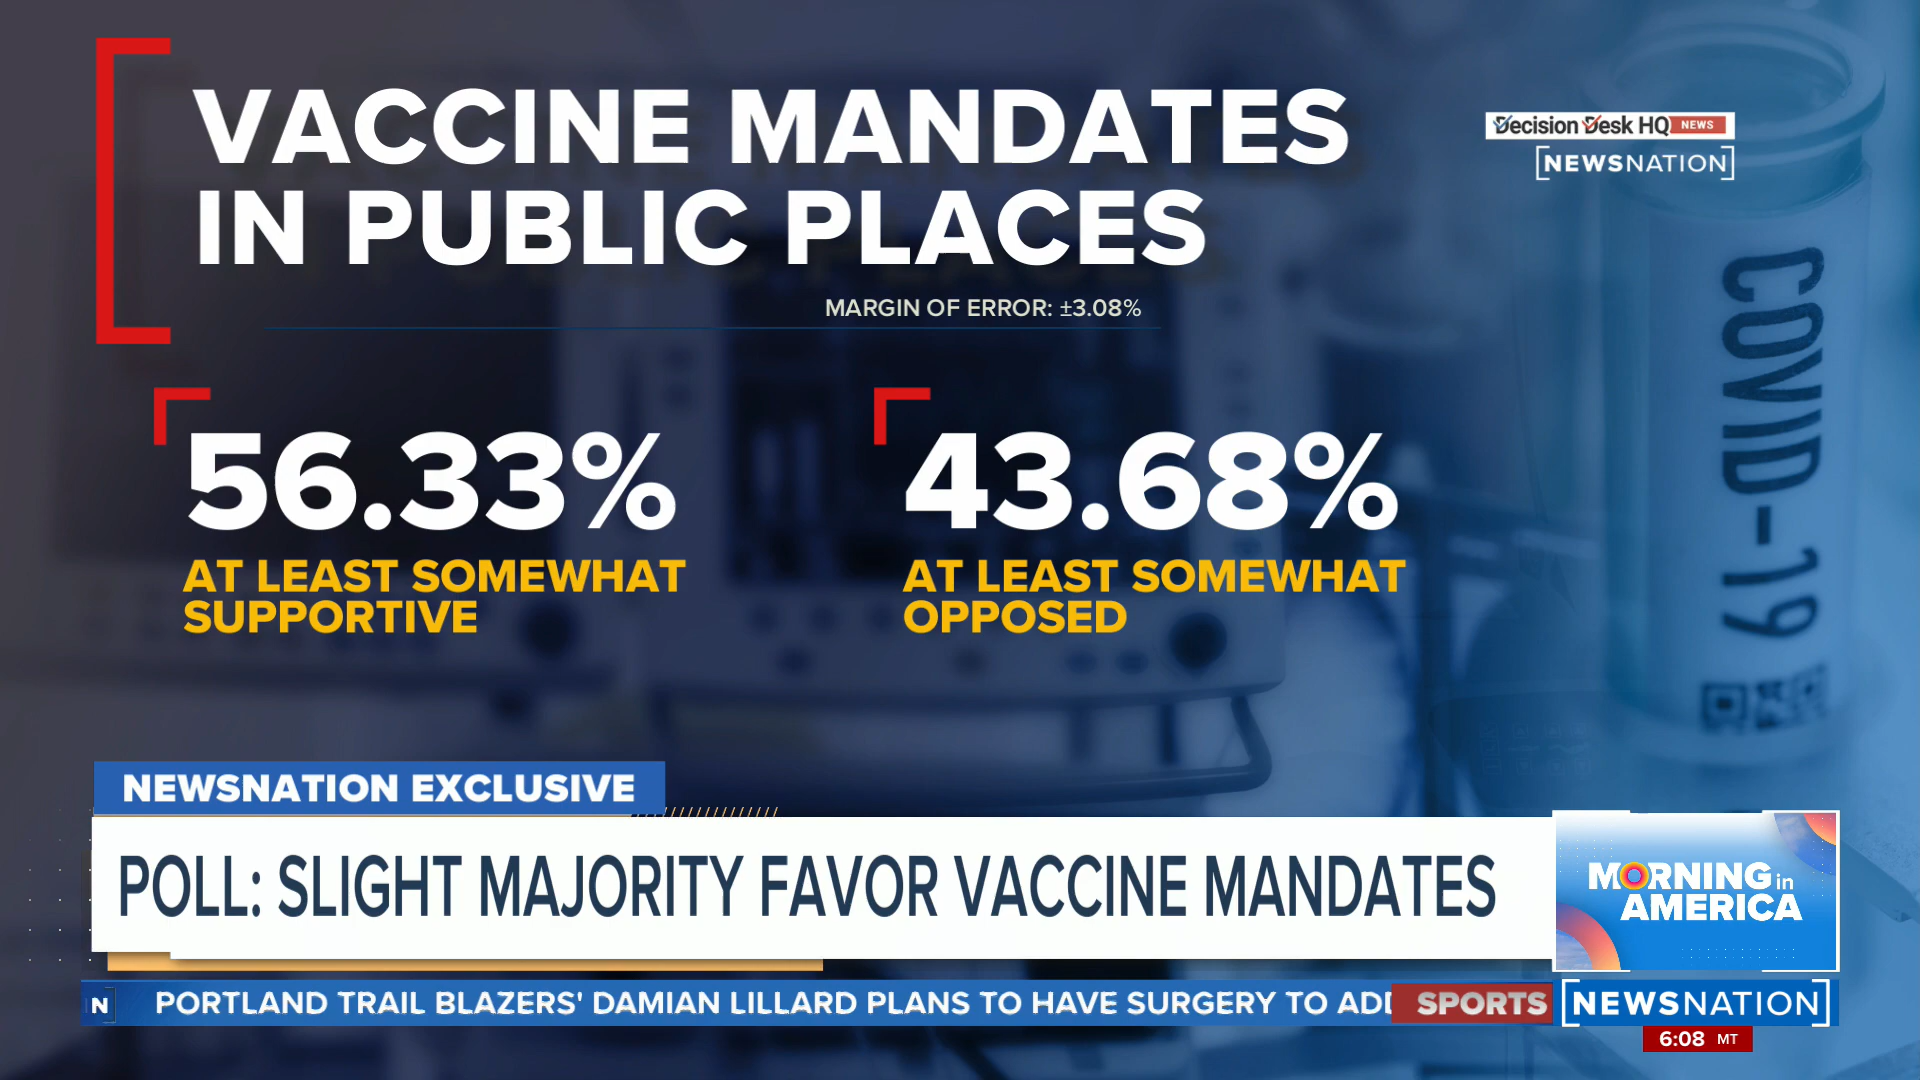 VACCINE MANDATES
IN PUBLIC PLACES
Decision Desk HQ NEWS
[NEWSNATION]
MARGIN OF ERROR: ±3.08%
56.33%
AT LEAST SOMEWHAT
SUPPORTIVE
43.68%
AT LEAST SOMEWHAT
OPPOSED
COVID-19
NEWSNATION EXCLUSIVE
POLL: SLIGHT MAJORITY FAVOR VACCINE MANDATES
MORNING in
AMERICA
N PORTLAND TRAIL BLAZERS' DAMIAN LILLARD PLANS TO HAVE SURGERY TO ADD SPORTS [NEWSNATION]
6:08 MT